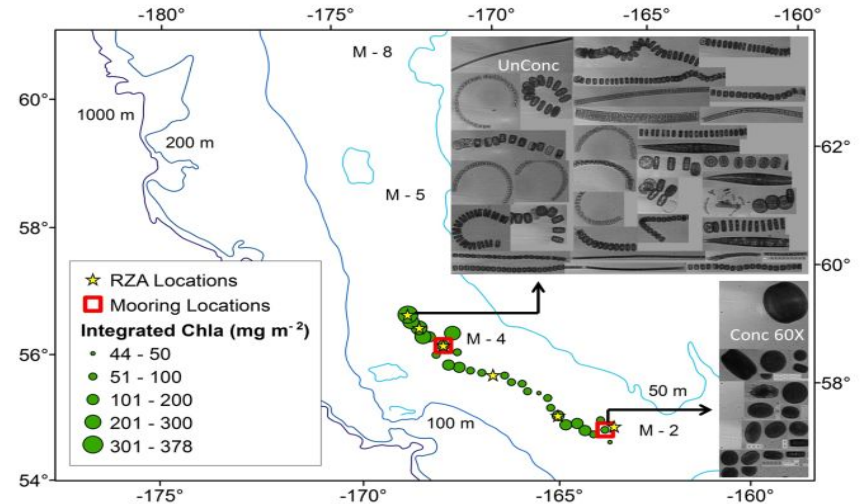 -180° -175° -170° -165° -160°
M - 8
UnConc
60°
1000 m
200 m
62°
M - 5
58°
60°
RZA Locations
Mooring Locations
Integrated Chla (mg m⁻²)
44 - 50
51 - 100
101 - 200
201 - 300
301 - 378
M - 4
Conc 60X
56°
50 m
58°
100 m
M - 2
54°
-175° -170° -165° -160°